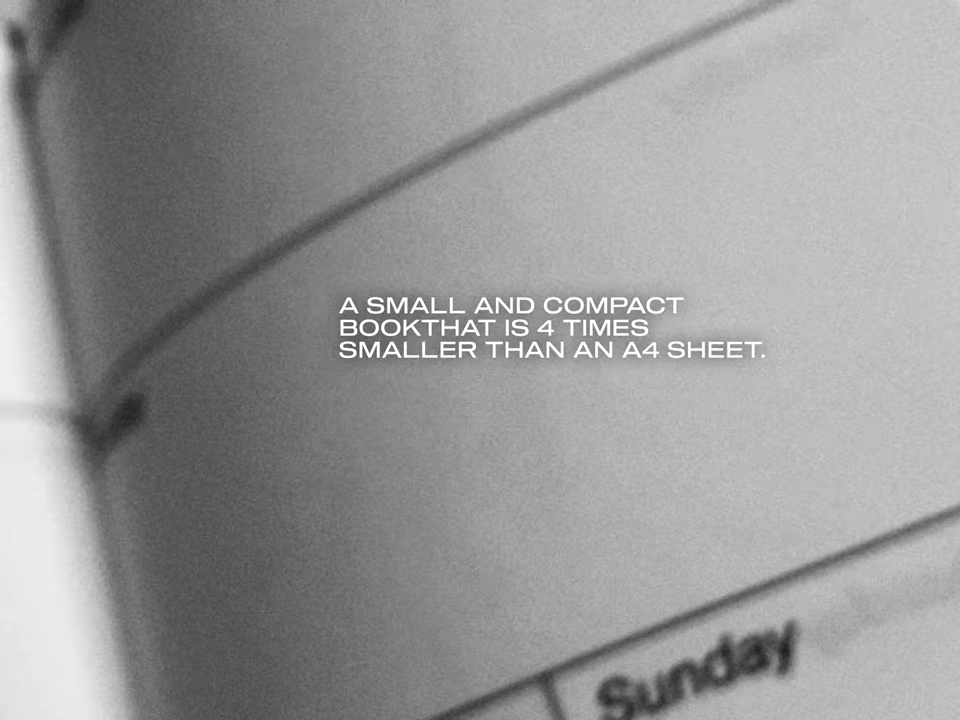 A SMALL AND COMPACT
BOOKTHAT IS 4 TIMES
SMALLER THAN AN A4 SHEET.
Sunday